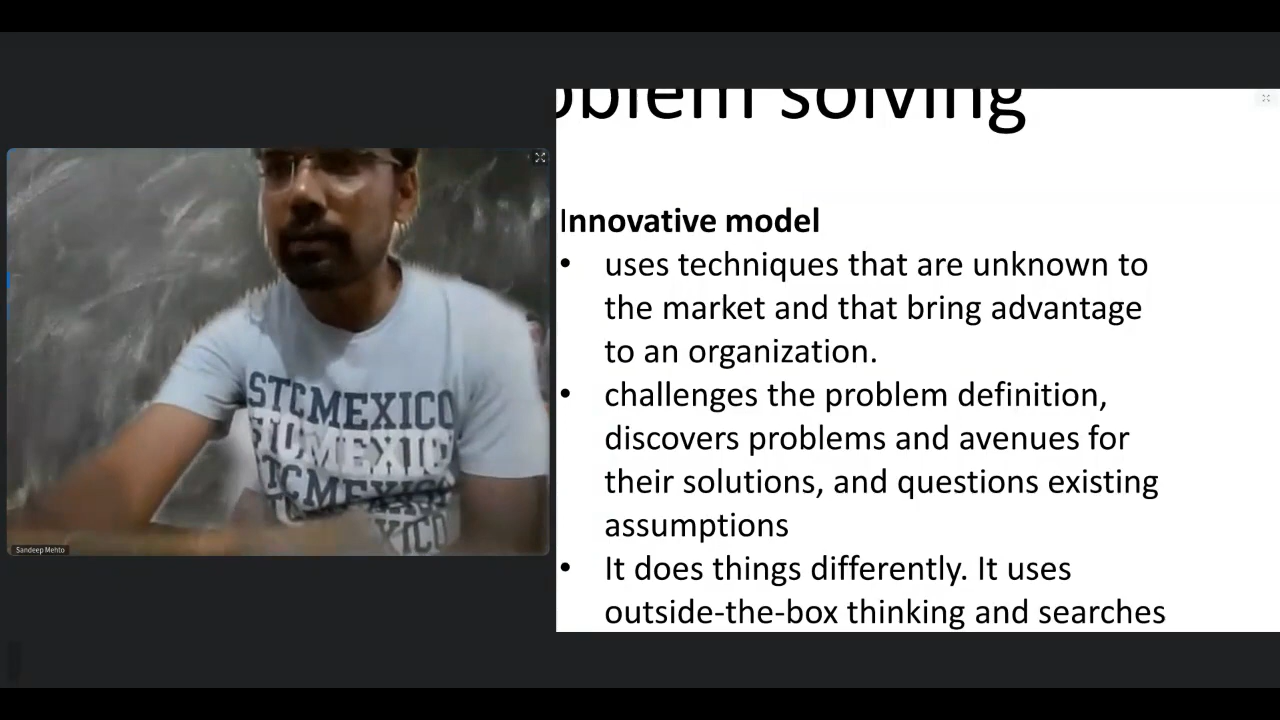 oblem solving
Innovative model
• uses techniques that are unknown to
the market and that bring advantage
to an organization.
• challenges the problem definition,
discovers problems and avenues for
their solutions, and questions existing
assumptions
• It does things differently. It uses
outside-the-box thinking and searches
STCMEXICO
STCMEXIC
STCMEXICO
XICO
Sandeep Mehto